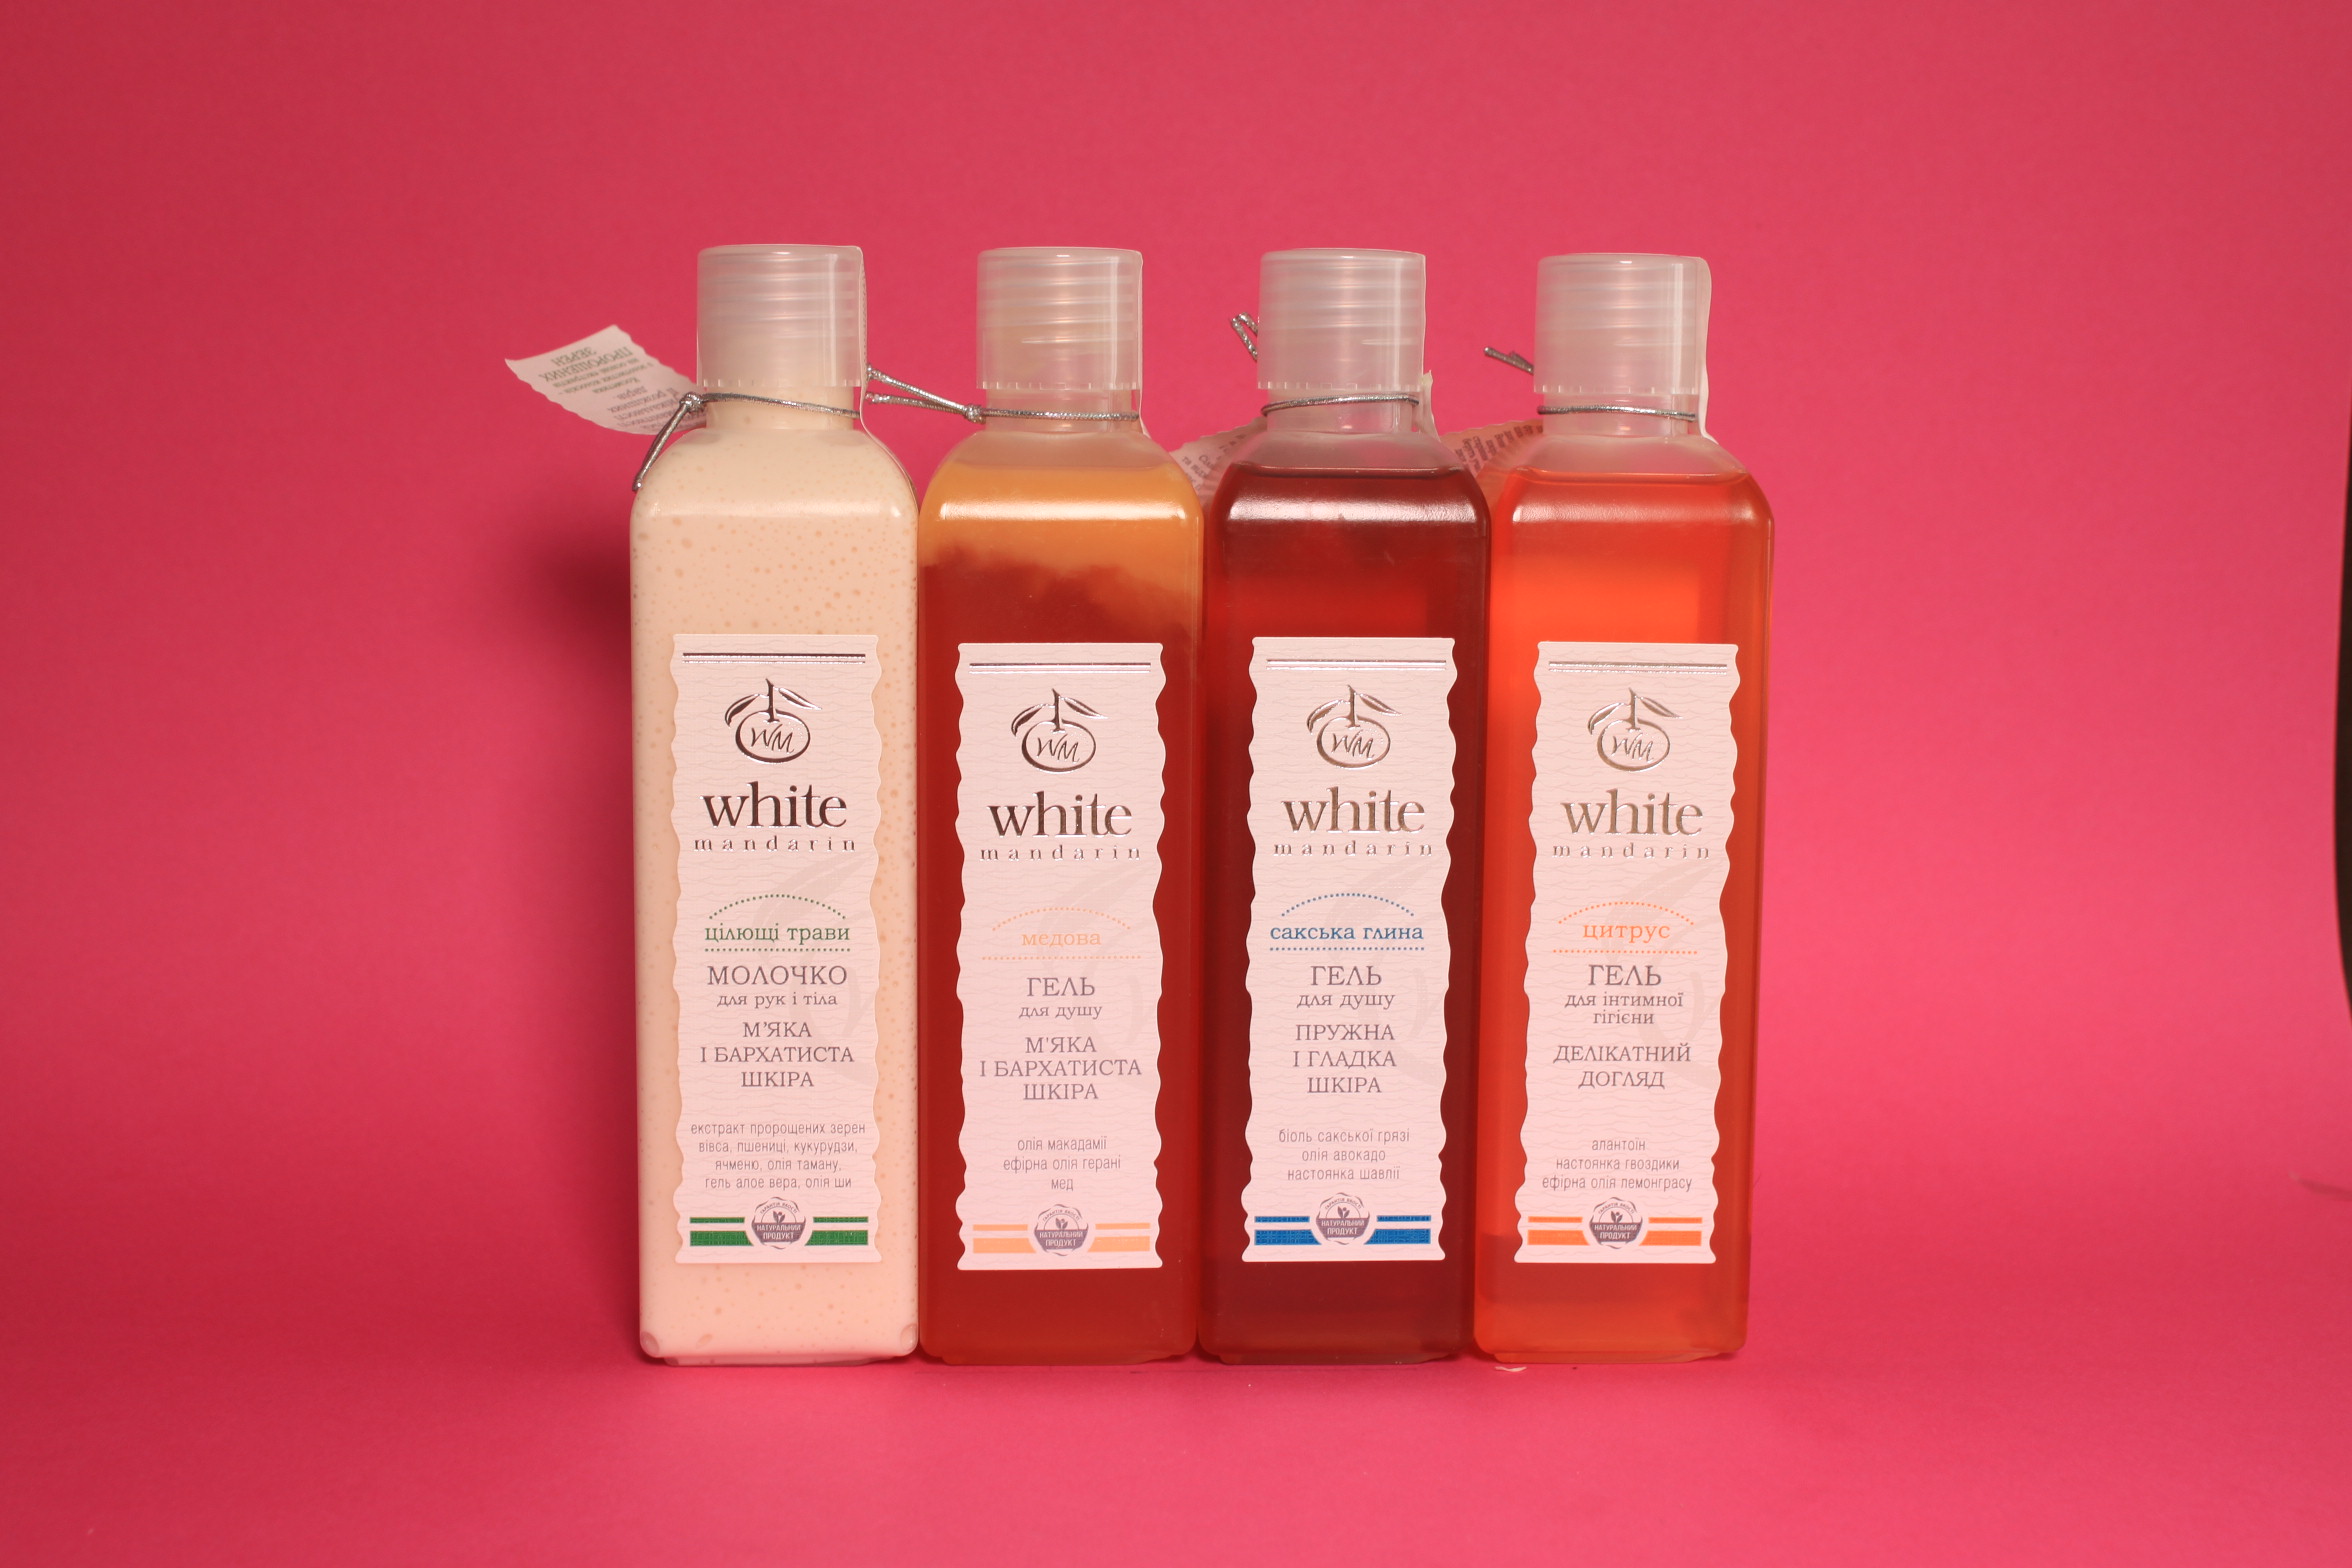 ПРОРОЩЕНИХ
ЗЕРЕН
WM
white
mandarin
цілющі трави
МОЛОЧКО
для рук і тіла
М'ЯКА
І БАРХАТИСТА
ШКІРА
екстракт пророщених зерен
вівса, пшениці, кукурудзи,
ячменю, олія таману,
гель алое вера, олія ши
НАТУРАЛЬНИЙ
ПРОДУКТ
WM
white
mandarin
медова
ГЕЛЬ
для душу
М'ЯКА
І БАРХАТИСТА
ШКІРА
олія макадамії
ефірна олія герані
мед
НАТУРАЛЬНИЙ
ПРОДУКТ
WM
white
mandarin
сакська глина
ГЕЛЬ
для душу
ПРУЖНА
І ГЛАДКА
ШКІРА
біоль сакської грязі
олія авокадо
настоянка шавлії
НАТУРАЛЬНИЙ
ПРОДУКТ
WM
white
mandarin
цитрус
ГЕЛЬ
для інтимної
гігієни
ДЕЛІКАТНИЙ
ДОГЛЯД
алантоїн
настоянка гвоздики
ефірна олія лемонграсу
НАТУРАЛЬНИЙ
ПРОДУКТ